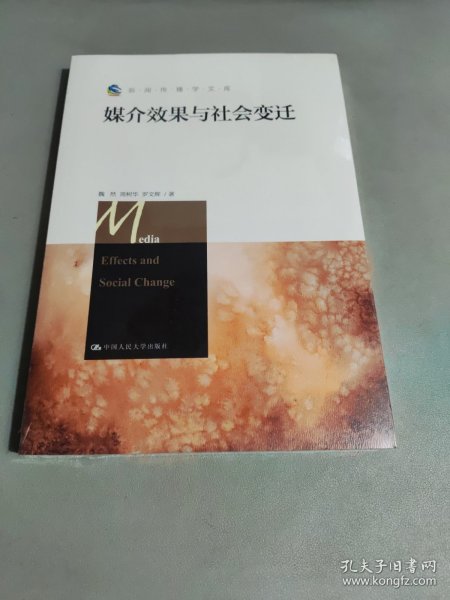 新·闻·传·播·学·文·库
媒介效果与社会变迁
魏 然 周树华 罗文辉 / 著
Media
Effects and
Social Change
中国人民大学出版社
孔夫子旧书网
www.kongfz.com